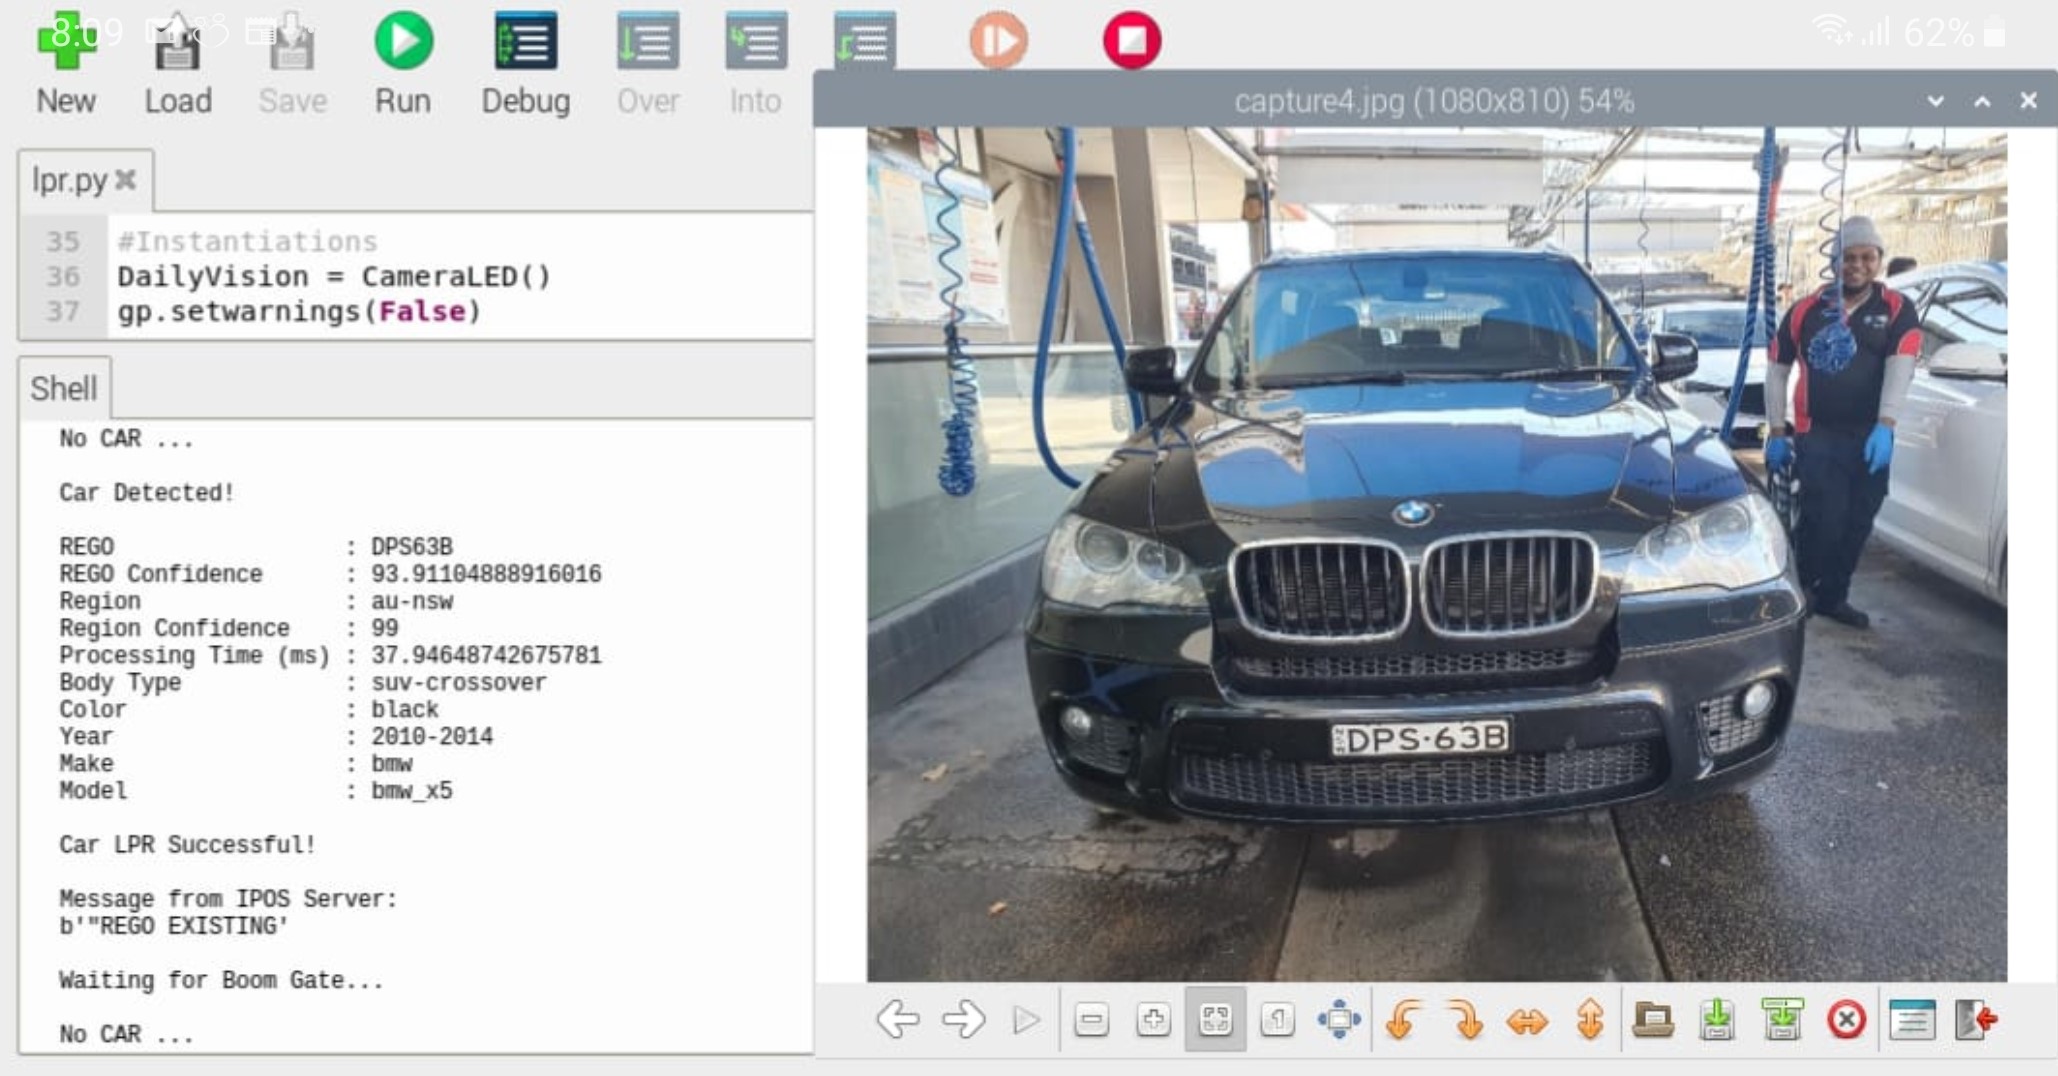 8:09
62%
New Load Save Run Debug Over Into
capture4.jpg (1080x810) 54%
lpr.py
35 #Instantiations
36 DailyVision = CameraLED()
37 gp.setwarnings(False)
Shell
No CAR ...
Car Detected!
REGO : DPS63B
REGO Confidence : 93.91104888916016
Region : au-nsw
Region Confidence : 99
Processing Time (ms) : 37.94648742675781
Body Type : suv-crossover
Color : black
Year : 2010-2014
Make : bmw
Model : bmw_x5
Car LPR Successful!
Message from IPOS Server:
b'"REGO EXISTING'
Waiting for Boom Gate...
No CAR ...
DPS·63B
1